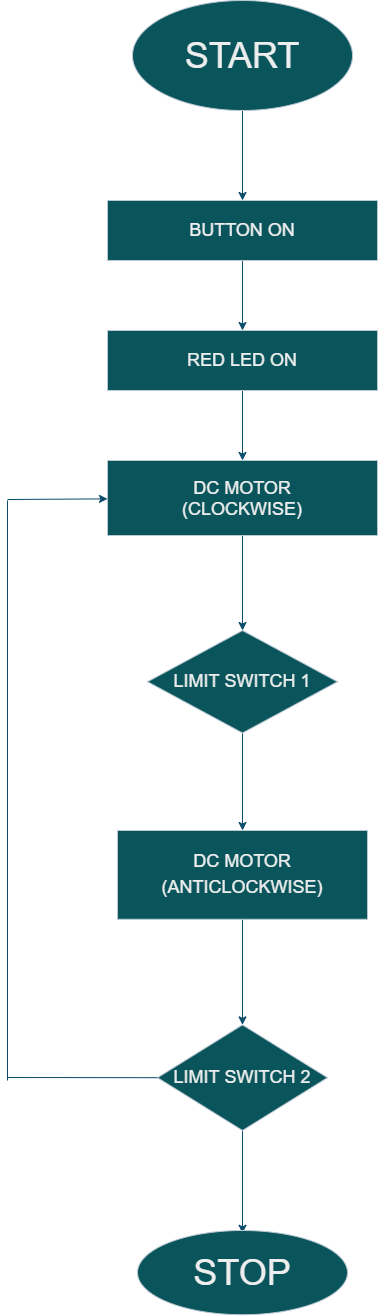 START
BUTTON ON
RED LED ON
DC MOTOR
(CLOCKWISE)
LIMIT SWITCH 1
DC MOTOR
(ANTICLOCKWISE)
LIMIT SWITCH 2
STOP